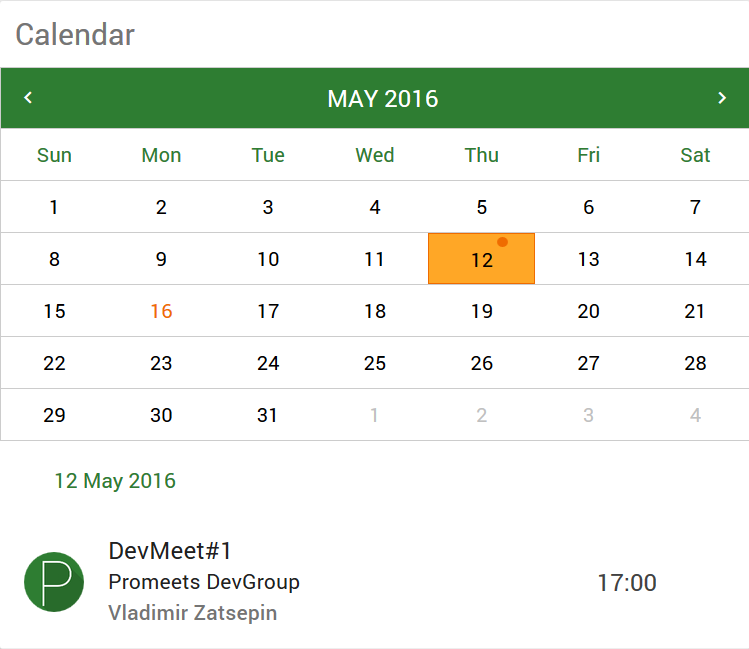 Calendar
MAY 2016
Sun Mon Tue Wed Thu Fri Sat
1 2 3 4 5 6 7
8 9 10 11 12 13 14
15 16 17 18 19 20 21
22 23 24 25 26 27 28
29 30 31 1 2 3 4
12 May 2016
DevMeet#1
Promeets DevGroup
17:00
Vladimir Zatsepin
P